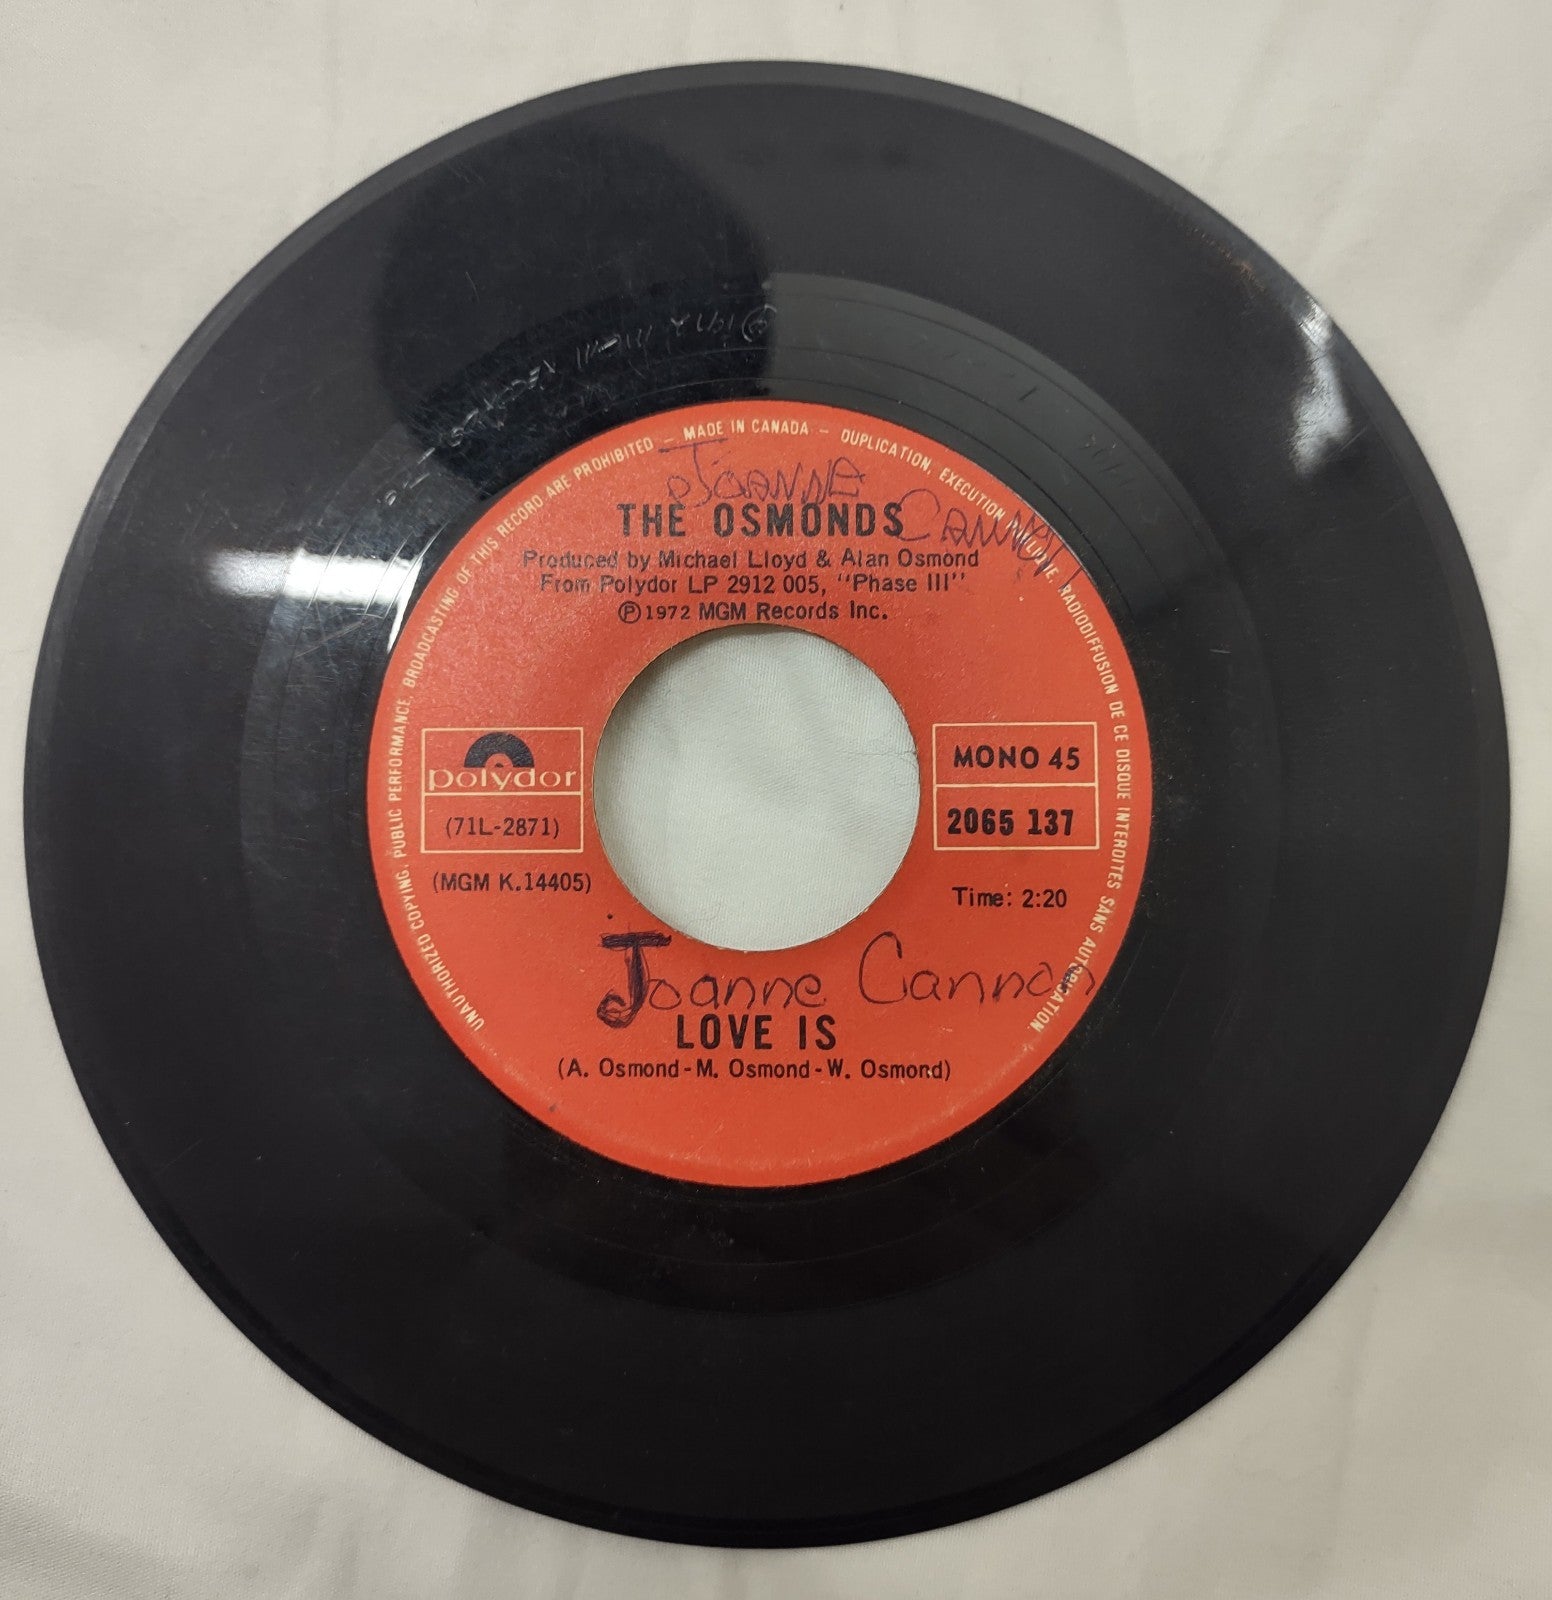 UNAUTHORIZED COPYING, PUBLIC PERFORMANCE, BROADCASTING OF THIS RECORD ARE PROHIBITED – MADE IN CANADA – DUPLICATION, EXECUTION PUBLIQUE, RADIODIFFUSION DE CE DISQUE INTERDITES SANS AUTORISATION
Joanne Cannon
THE OSMONDS
Produced by Michael Lloyd & Alan Osmond
From Polydor LP 2912 005, "Phase III"
Ⓟ1972 MGM Records Inc.
polydor
(71L-2871)
(MGM K.14405)
MONO 45
2065 137
Time: 2:20
Joanne Cannon
LOVE IS
(A. Osmond-M. Osmond-W. Osmond)